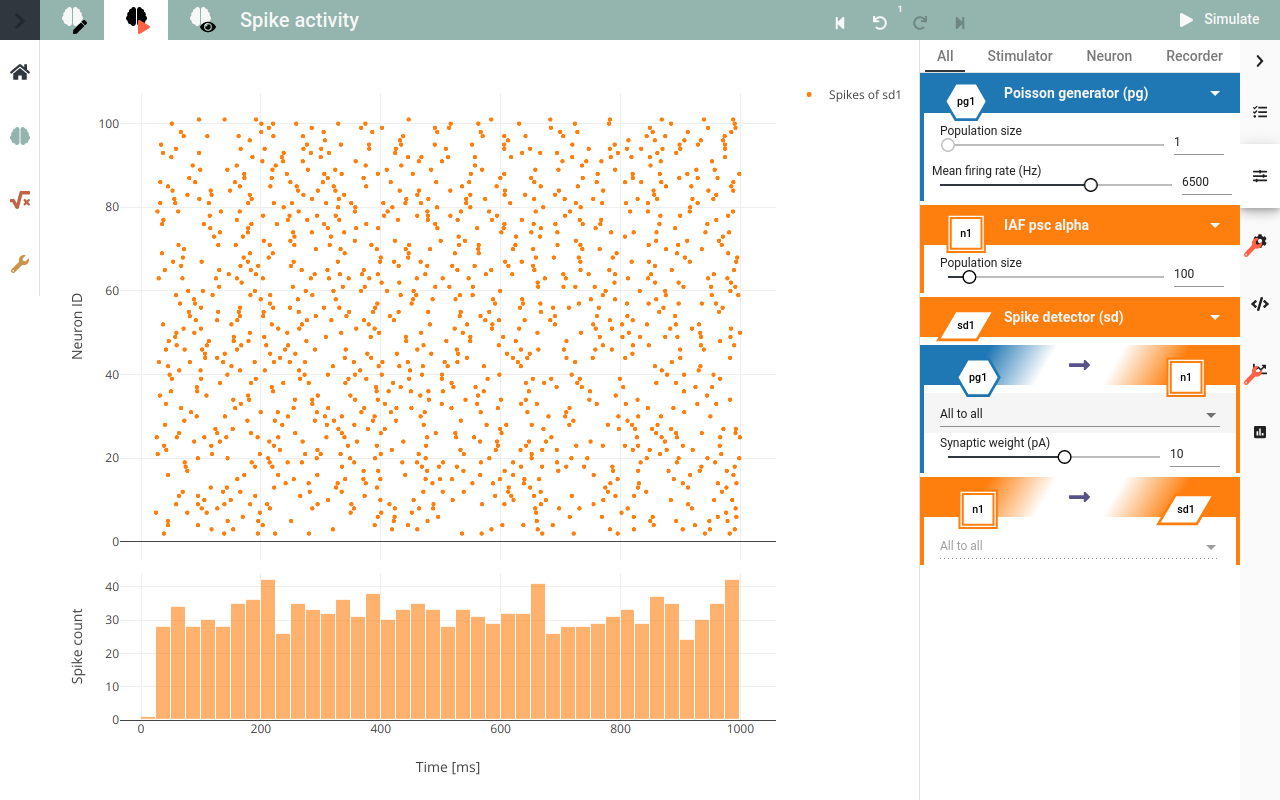 Spike activity
1
Simulate
All Stimulator Neuron Recorder
Spikes of sd1
100
80
60
40
20
0
Neuron ID
40
30
20
10
0
Spike count
0 200 400 600 800 1000
Time [ms]
pg1 Poisson generator (pg)
Population size
1
Mean firing rate (Hz)
6500
n1 IAF psc alpha
Population size
100
sd1 Spike detector (sd)
pg1 n1
All to all
Synaptic weight (pA)
10
n1 sd1
All to all